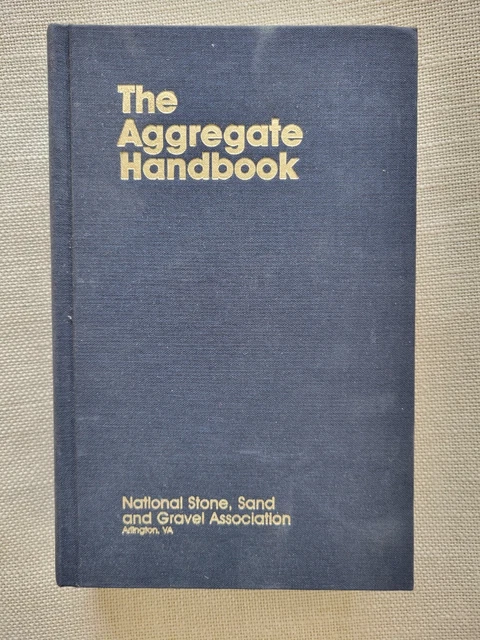 The
Aggregate
Handbook
National Stone, Sand
and Gravel Association
Arlington, VA